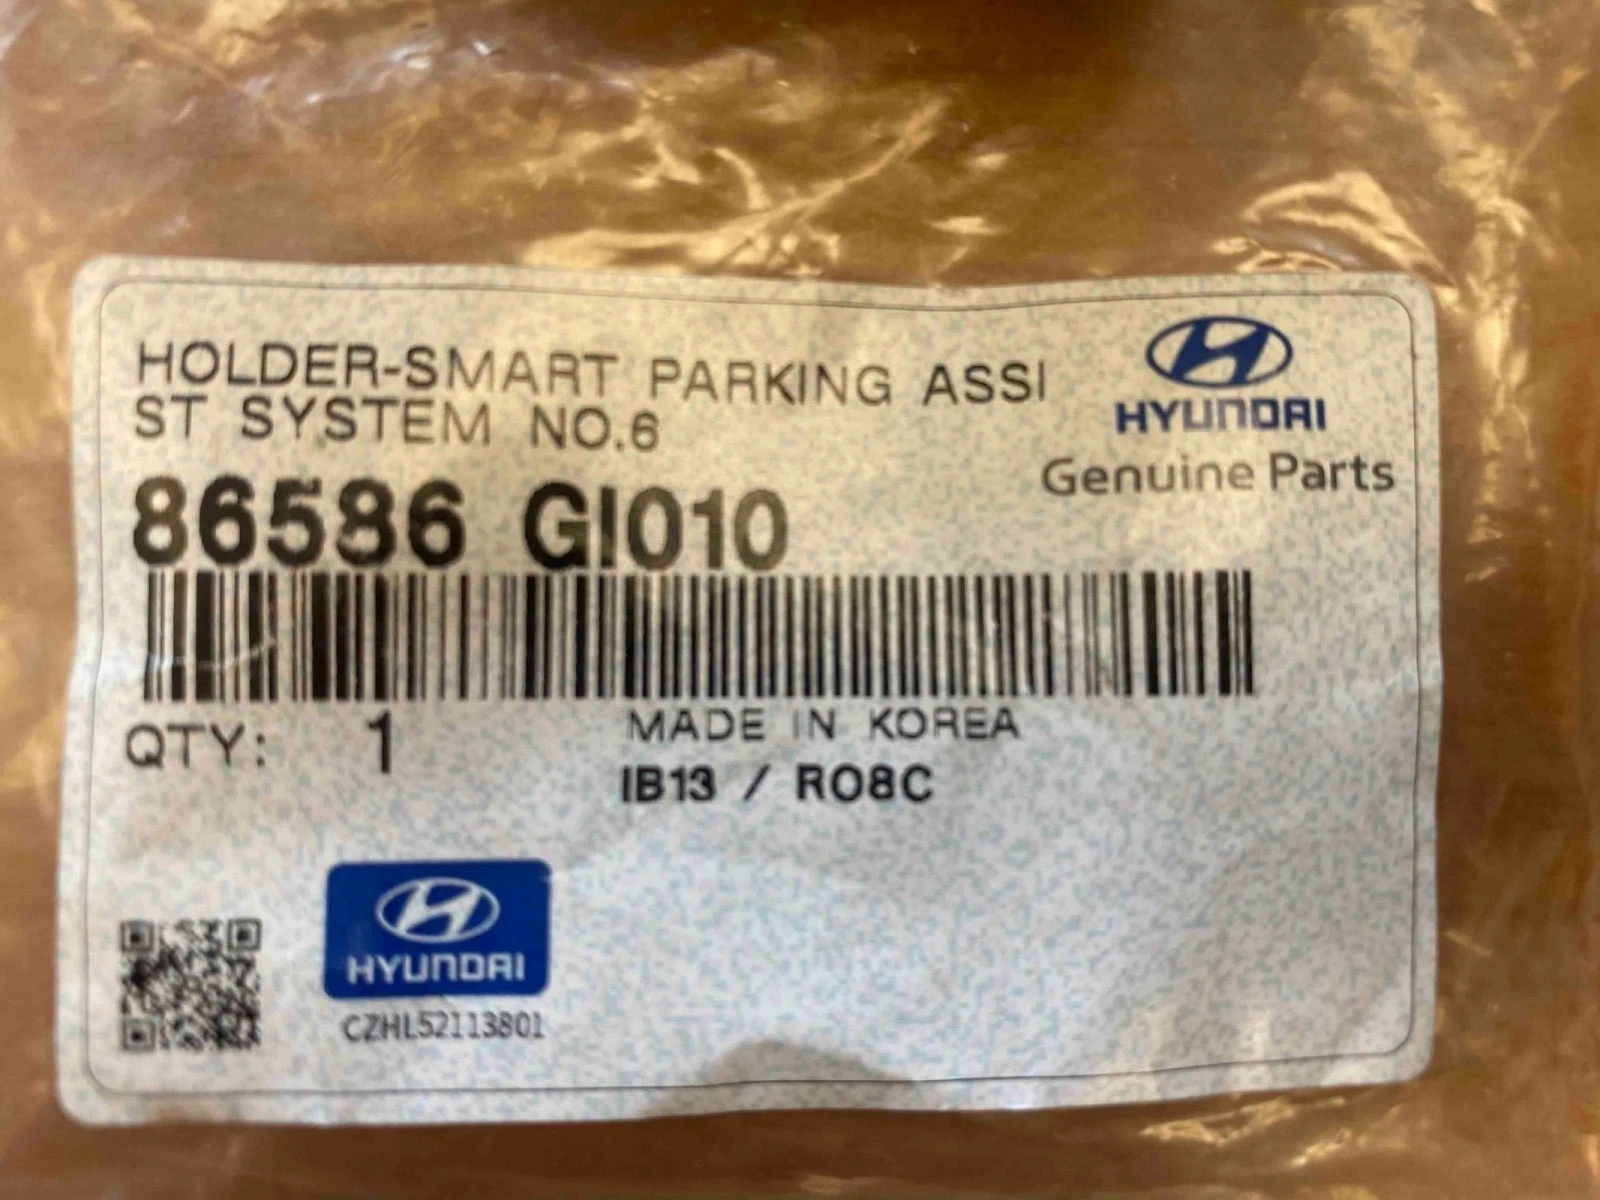 HOLDER-SMART PARKING ASSI
ST SYSTEM NO.6
HYUNDAI
Genuine Parts
86586 GI010
QTY: 1
MADE IN KOREA
IB13 / RO8C
HYUNDAI
CZHL52113801